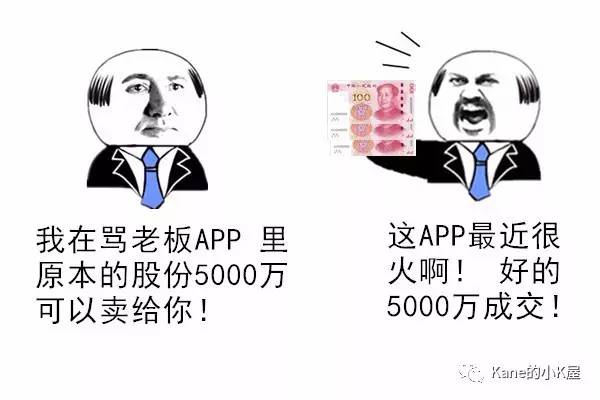 100
我在骂老板APP 里
原本的股份5000万
可以卖给你！
这APP最近很
火啊！ 好的
5000万成交！
Kane的小K屋